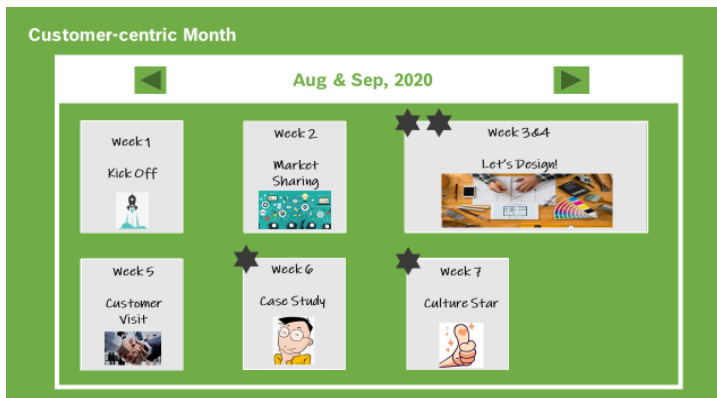 Customer-centric Month
Aug & Sep, 2020
Week 1
Kick Off
Week 2
Market
Sharing
Week 3&4
Let's Design!
Week 5
Customer
Visit
Week 6
Case Study
Week 7
Culture Star